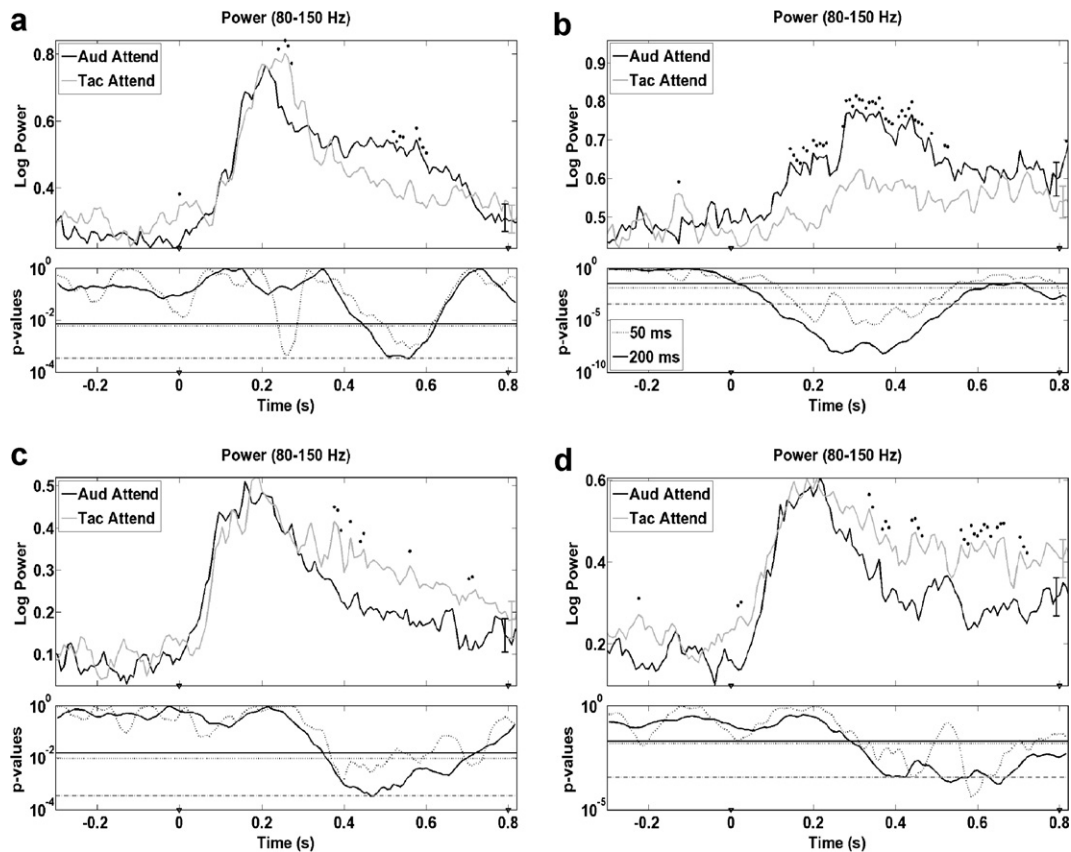 a
Power (80-150 Hz)
Aud Attend
Tac Attend
Log Power
0.8
0.6
0.4
p-values
10^0
10^-2
10^-4
-0.2 0 0.2 0.4 0.6 0.8
Time (s)
b
Power (80-150 Hz)
Aud Attend
Tac Attend
Log Power
0.9
0.8
0.7
0.6
0.5
p-values
10^0
10^-5
10^-10
50 ms
200 ms
-0.2 0 0.2 0.4 0.6 0.8
Time (s)
c
Power (80-150 Hz)
Aud Attend
Tac Attend
Log Power
0.5
0.4
0.3
0.2
0.1
p-values
10^0
10^-2
10^-4
-0.2 0 0.2 0.4 0.6 0.8
Time (s)
d
Power (80-150 Hz)
Aud Attend
Tac Attend
Log Power
0.6
0.4
0.2
p-values
10^0
10^-5
-0.2 0 0.2 0.4 0.6 0.8
Time (s)